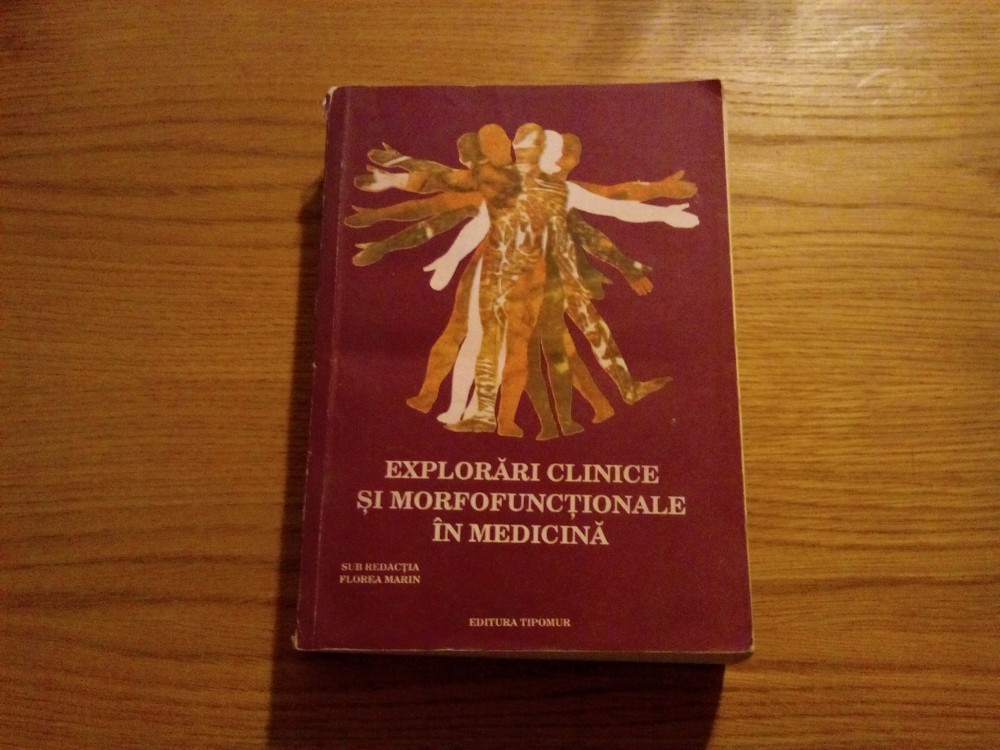 EXPLORĂRI CLINICE
ȘI MORFOFUNCȚIONALE
ÎN MEDICINĂ
SUB REDACȚIA
FLOREA MARIN
EDITURA TIPOMUR